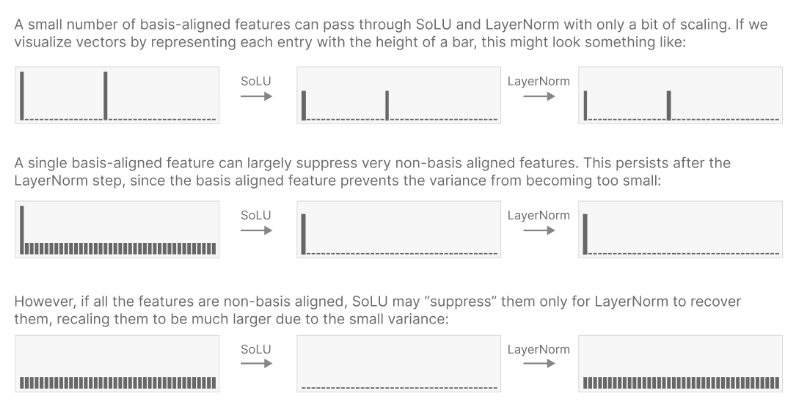 A small number of basis-aligned features can pass through SoLU and LayerNorm with only a bit of scaling. If we
visualize vectors by representing each entry with the height of a bar, this might look something like:
SoLU
LayerNorm
A single basis-aligned feature can largely suppress very non-basis aligned features. This persists after the
LayerNorm step, since the basis aligned feature prevents the variance from becoming too small:
SoLU
LayerNorm
However, if all the features are non-basis aligned, SoLU may “suppress” them only for LayerNorm to recover
them, recaling them to be much larger due to the small variance:
SoLU
LayerNorm